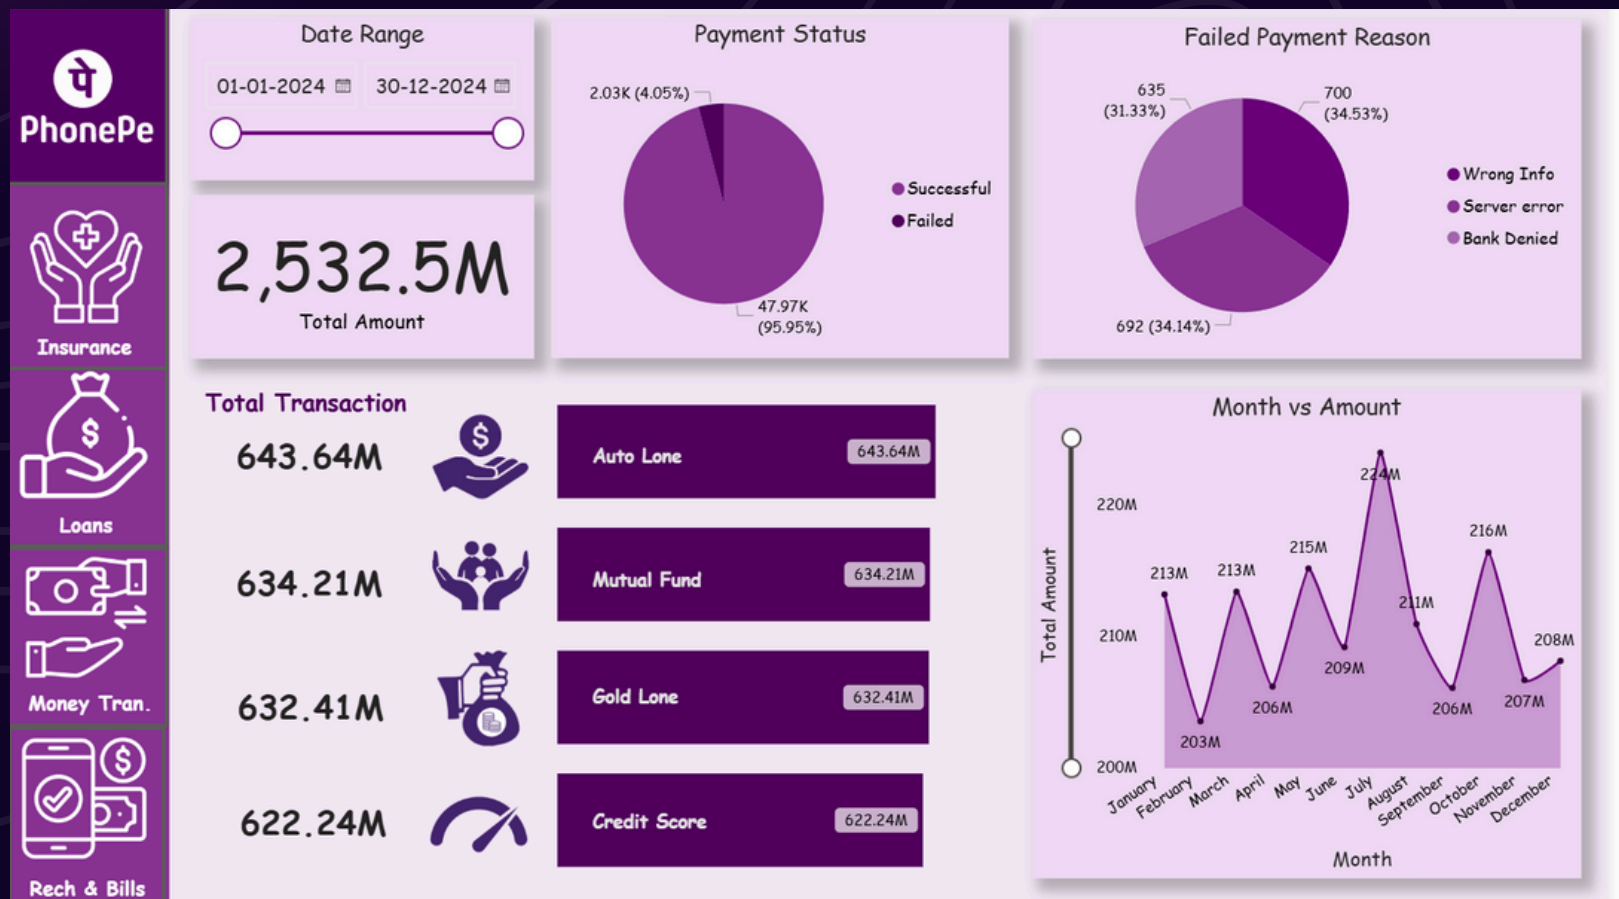 पे
PhonePe
Insurance
Loans
Money Tran.
Rech & Bills
Date Range
01-01-2024
30-12-2024
2,532.5M
Total Amount
Payment Status
2.03K (4.05%)
47.97K
(95.95%)
Successful
Failed
Failed Payment Reason
635
(31.33%)
700
(34.53%)
692 (34.14%)
Wrong Info
Server error
Bank Denied
Total Transaction
643.64M
Auto Lone
643.64M
634.21M
Mutual Fund
634.21M
632.41M
Gold Lone
632.41M
622.24M
Credit Score
622.24M
Month vs Amount
Total Amount
220M
210M
200M
213M
203M
213M
206M
215M
209M
224M
211M
206M
216M
207M
208M
January
February
March
April
May
June
July
August
September
October
November
December
Month